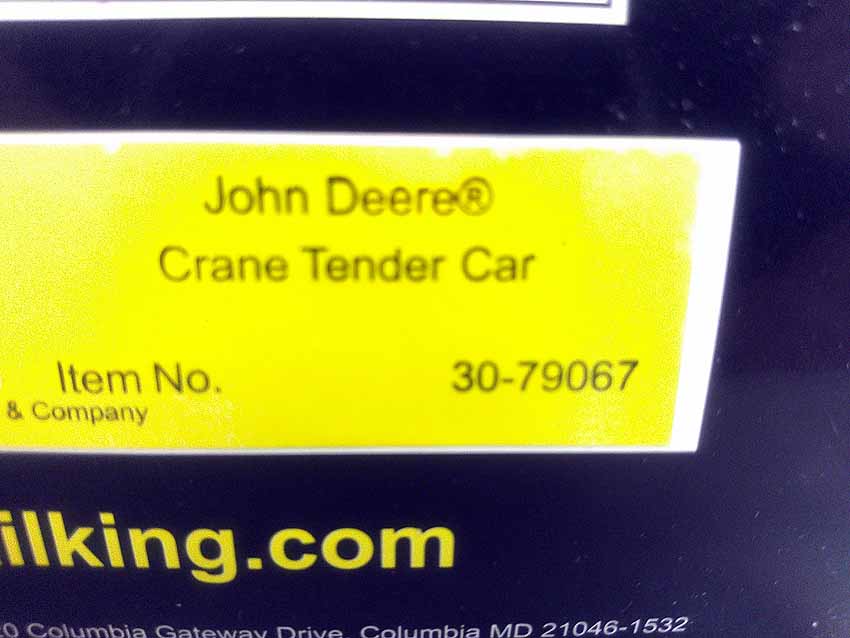 John Deere®
Crane Tender Car
Item No. 30-79067
& Company
ilking.com
0 Columbia Gateway Drive, Columbia MD 21046-1532